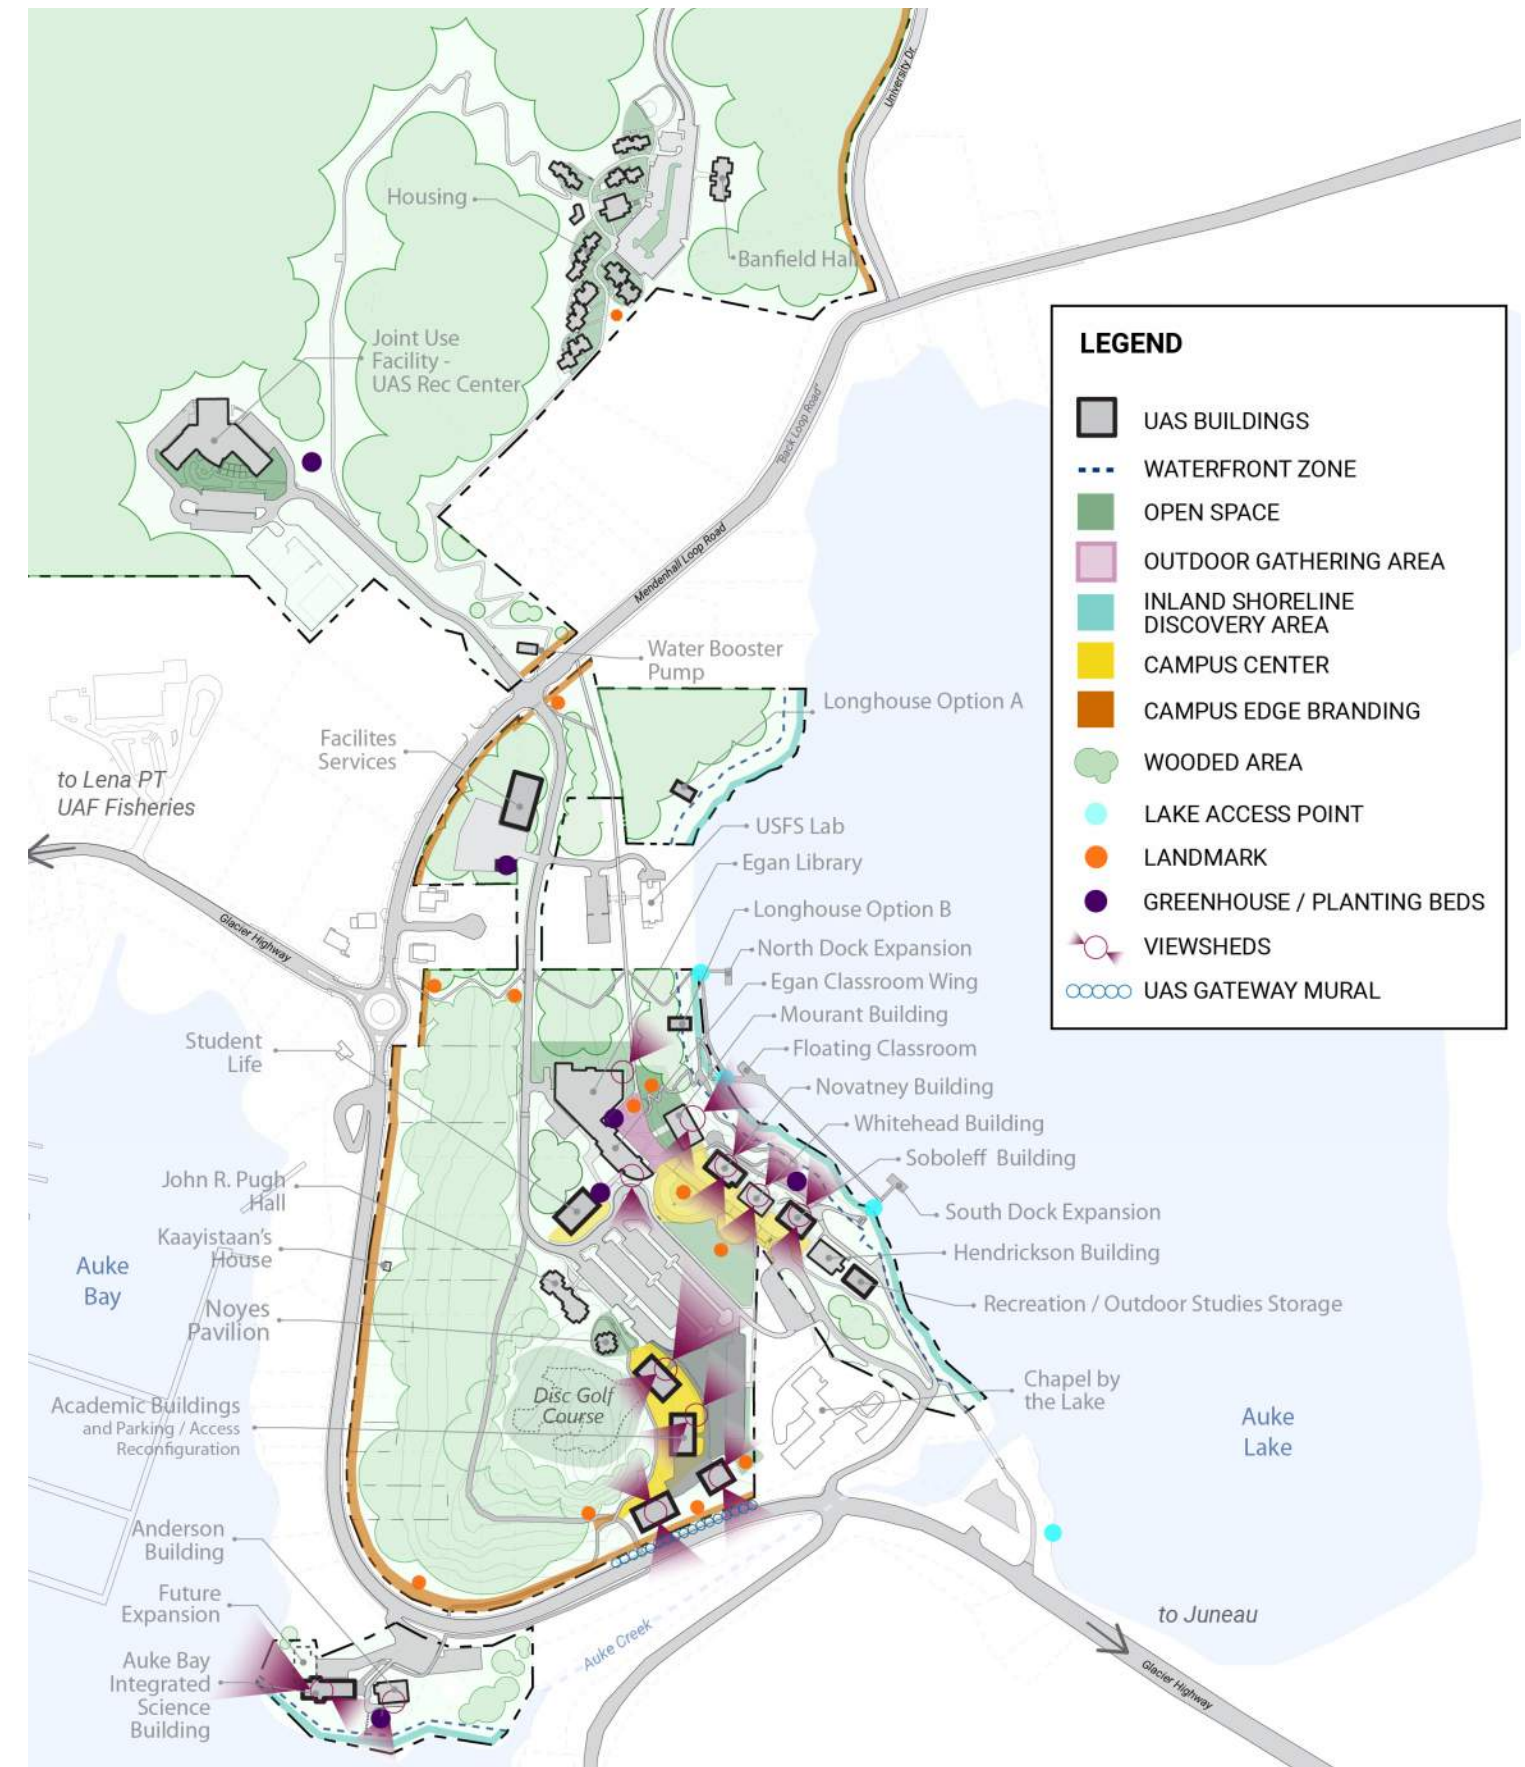 University Dr.
Housing
Banfield Hall
Joint Use
Facility -
UAS Rec Center
"Back Loop Road"
Mendenhall Loop Road
LEGEND
UAS BUILDINGS
WATERFRONT ZONE
OPEN SPACE
OUTDOOR GATHERING AREA
INLAND SHORELINE
DISCOVERY AREA
CAMPUS CENTER
CAMPUS EDGE BRANDING
WOODED AREA
LAKE ACCESS POINT
LANDMARK
GREENHOUSE / PLANTING BEDS
VIEWSHEDS
UAS GATEWAY MURAL
Water Booster
Pump
Longhouse Option A
Facilites
Services
to Lena PT
UAF Fisheries
USFS Lab
Egan Library
Longhouse Option B
North Dock Expansion
Egan Classroom Wing
Mourant Building
Floating Classroom
Novatney Building
Whitehead Building
Soboleff Building
South Dock Expansion
Hendrickson Building
Recreation / Outdoor Studies Storage
Glacier Highway
Student
Life
John R. Pugh
Hall
Kaayistaan's
House
Auke
Bay
Noyes
Pavilion
Academic Buildings
and Parking / Access
Reconfiguration
Disc Golf
Course
Chapel by
the Lake
Auke
Lake
Anderson
Building
Future
Expansion
Auke Bay
Integrated
Science
Building
Auke Creek
to Juneau
Glacier Highway